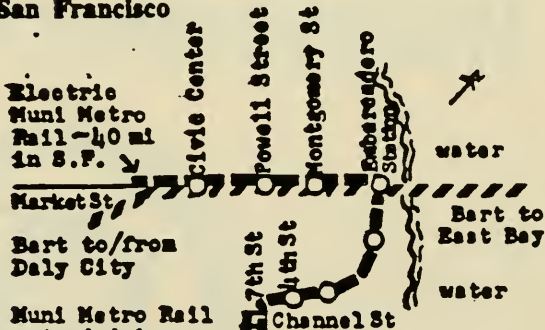 San Francisco
Civic Center
Powell Street
Montgomery St
Embarcadero
Station
Electric
Muni Metro
Rail~40 mi
in S.F.
water
Market St
Bart to
East Bay
Bart to/from
Daly City
7th St
4th St
water
Muni Metro Rail
Channel St